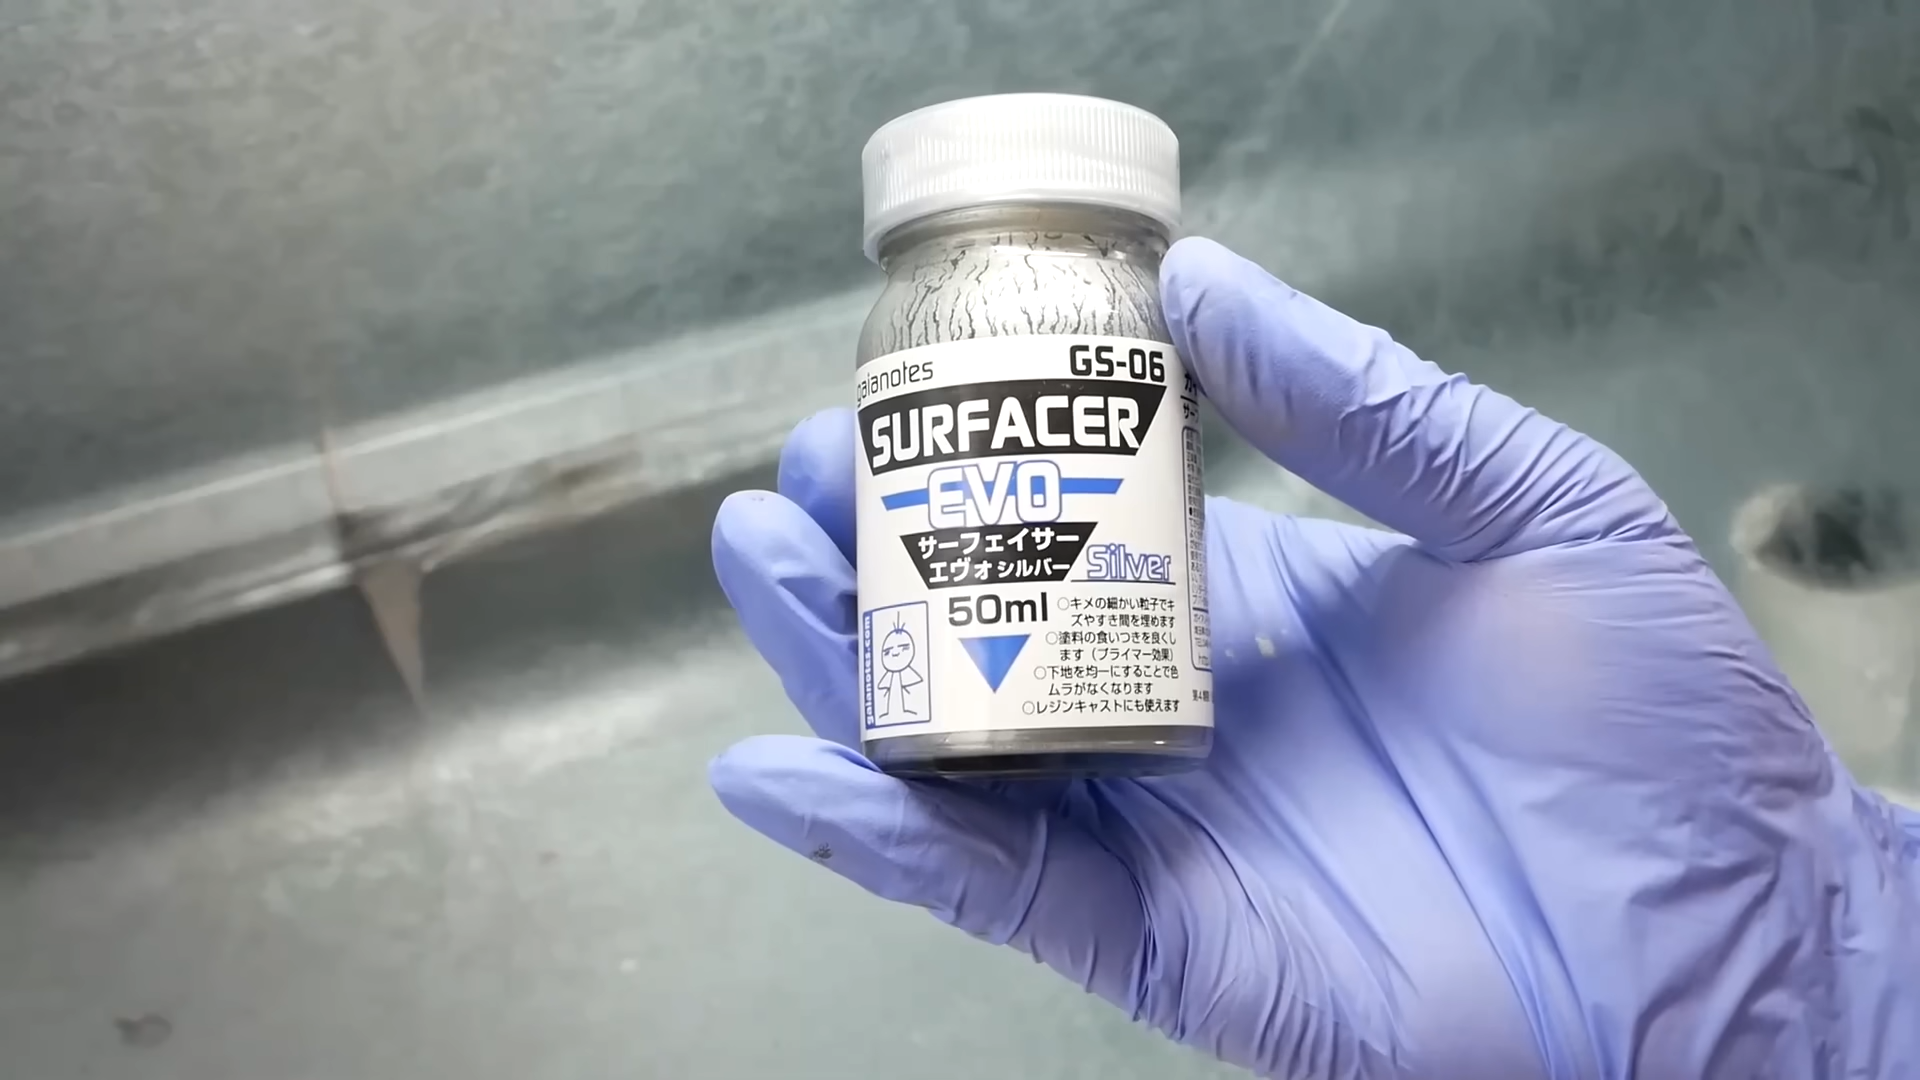 gaianotes
GS-06
SURFACER
EVO
サーフェイサー
エヴォシルバー
Silver
50ml
○キメの細かい粒子でキ
ズやすき間を埋めます
○塗料の食いつきを良くし
ます（プライマー効果）
○下地を均一にすることで色
ムラがなくなります
○レジンキャストにも使えます
gaianotes.com